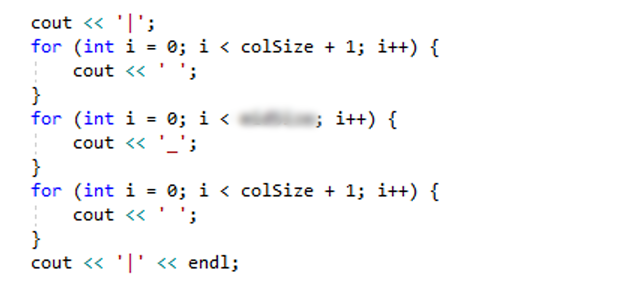 cout << '|';
for (int i = 0; i < colSize + 1; i++) {
cout << ' ';
}
for (int i = 0; i < ; i++) {
cout << '_';
}
for (int i = 0; i < colSize + 1; i++) {
cout << ' ';
}
cout << '|' << endl;